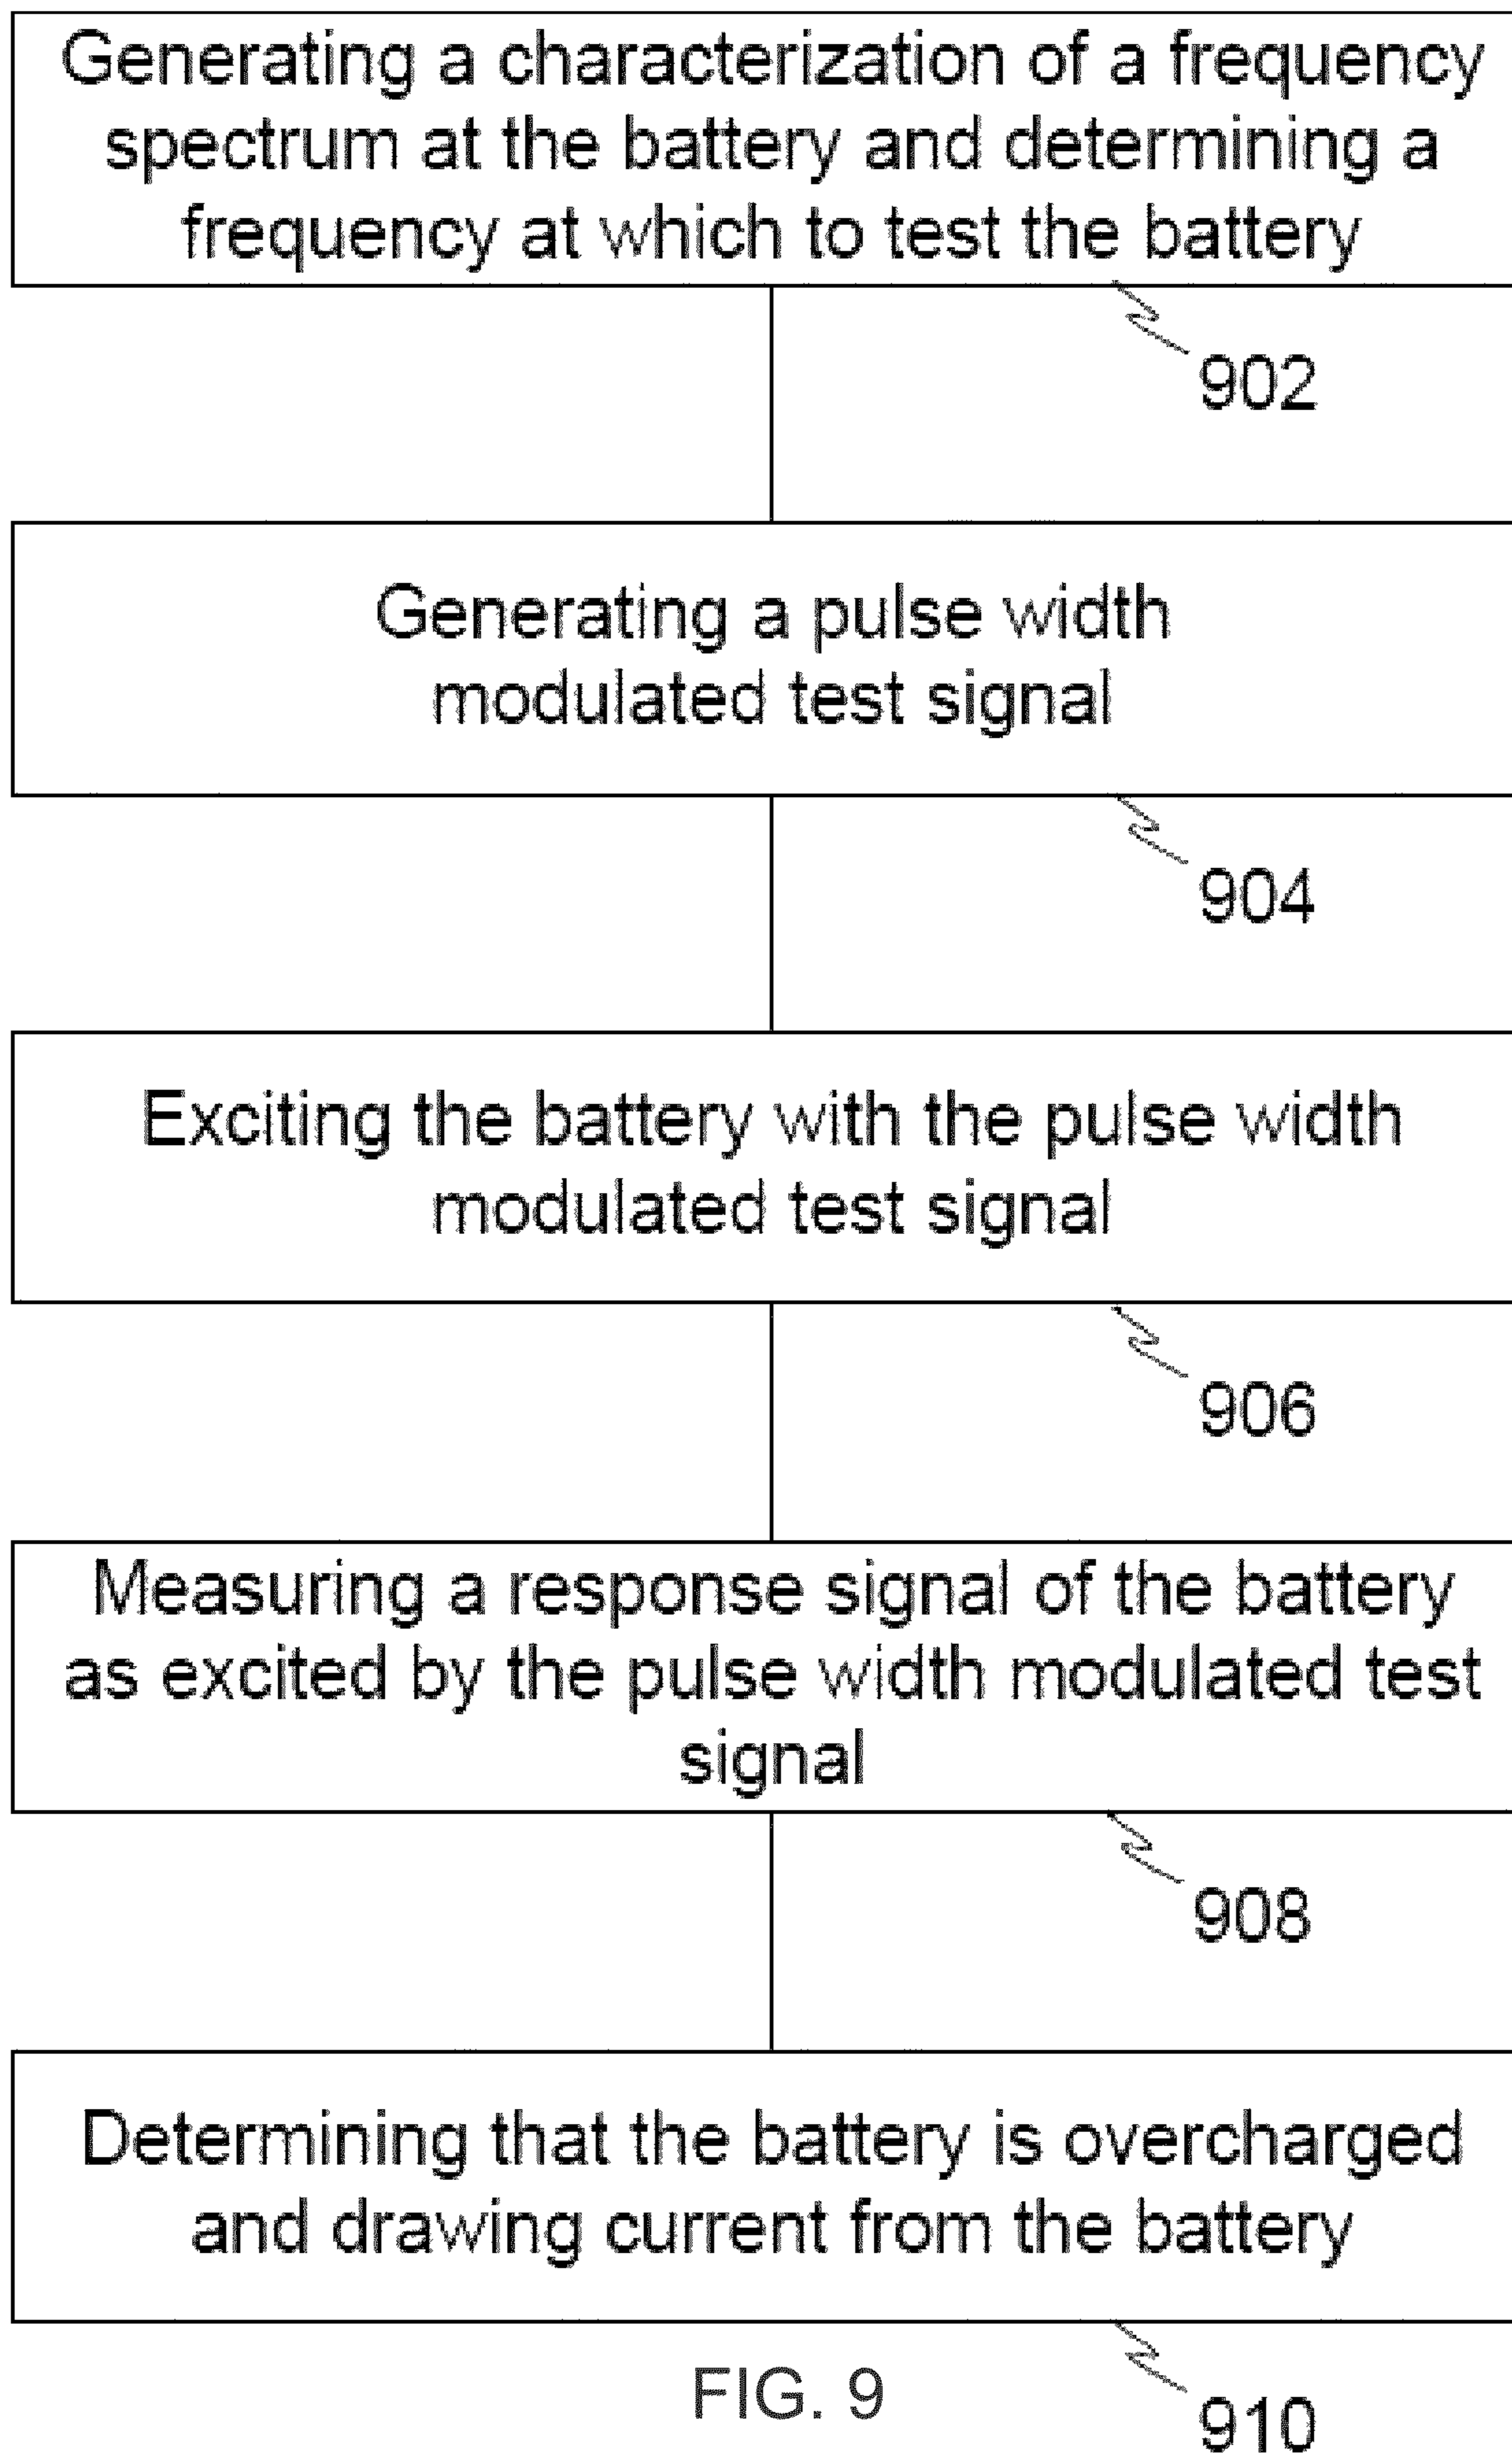 Generating a characterization of a frequency
spectrum at the battery and determining a
frequency at which to test the battery
902
Generating a pulse width
modulated test signal
904
Exciting the battery with the pulse width
modulated test signal
906
Measuring a response signal of the battery
as excited by the pulse width modulated test
signal
908
Determining that the battery is overcharged
and drawing current from the battery
FIG. 9
910